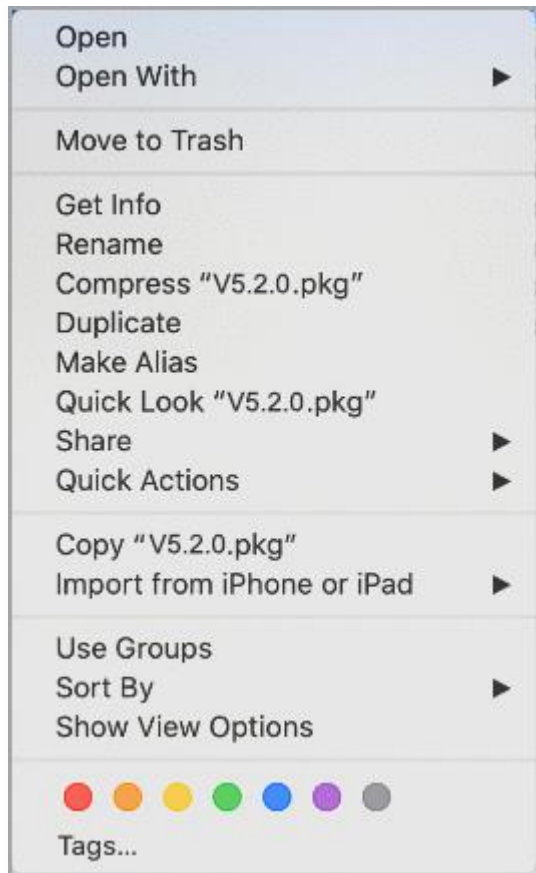 Open
Open With
Move to Trash
Get Info
Rename
Compress “V5.2.0.pkg”
Duplicate
Make Alias
Quick Look “V5.2.0.pkg”
Share
Quick Actions
Copy “V5.2.0.pkg”
Import from iPhone or iPad
Use Groups
Sort By
Show View Options
Tags...